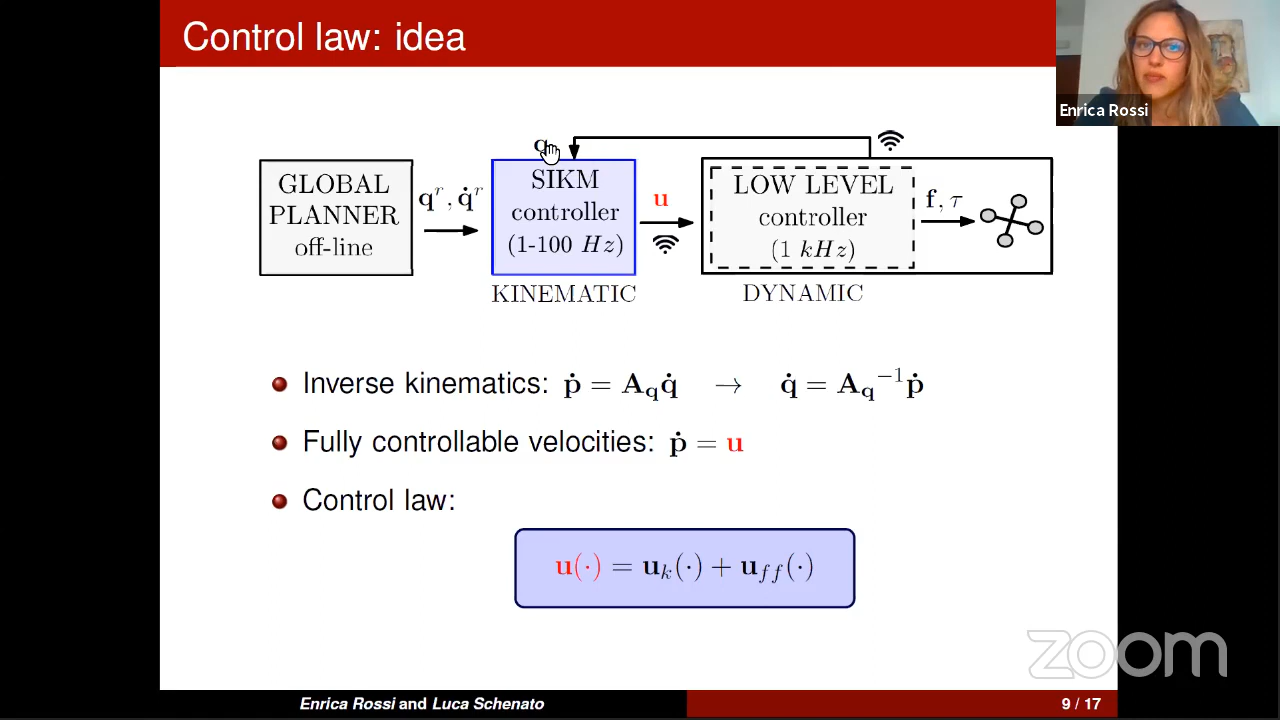 Control law: idea
Enrica Rossi
q
GLOBAL
PLANNER
off-line
q^r, q̇^r
SIKM
controller
(1-100 Hz)
KINEMATIC
u
LOW LEVEL
controller
(1 kHz)
DYNAMIC
f, τ
Inverse kinematics: ṗ = A_q q̇ → q̇ = A_q^{-1} ṗ
Fully controllable velocities: ṗ = u
Control law:
u(·) = u_k(·) + u_{ff}(·)
zoom
Enrica Rossi and Luca Schenato
9 / 17